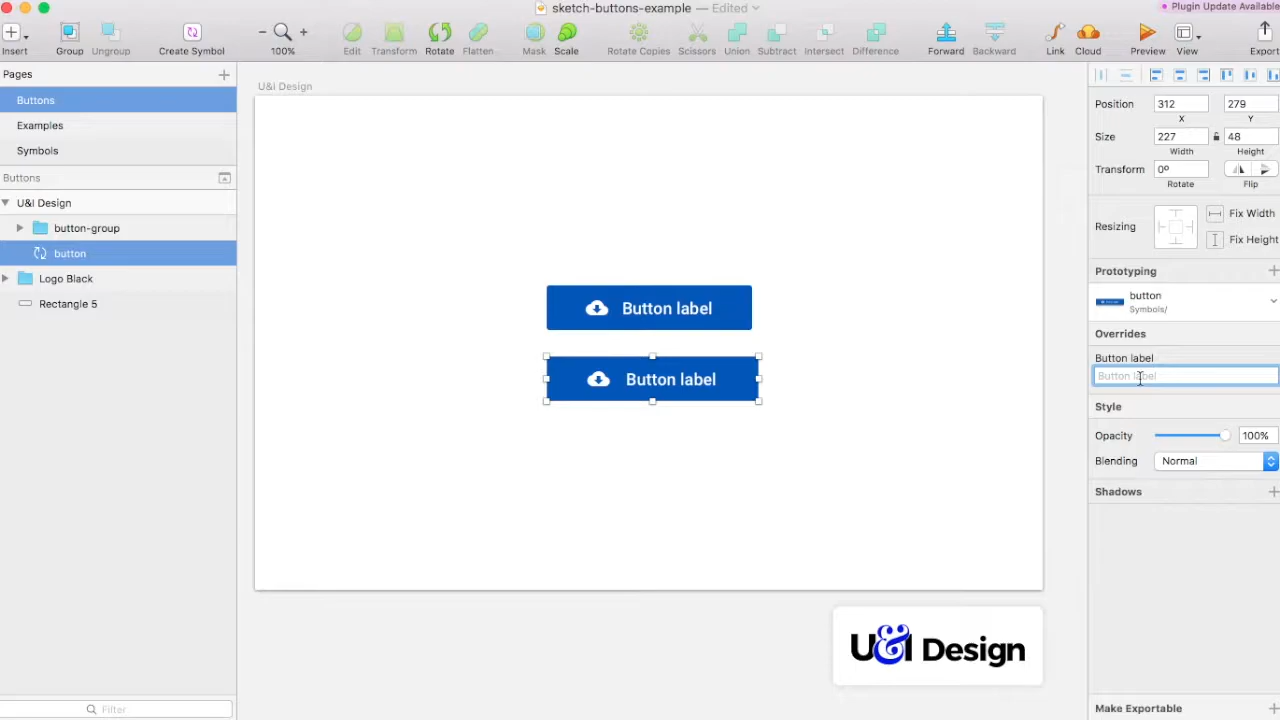 sketch-buttons-example — Edited
Plugin Update Available
Insert
Group
Ungroup
Create Symbol
100%
Edit
Transform
Rotate
Flatten
Mask
Scale
Rotate Copies
Scissors
Union
Subtract
Intersect
Difference
Forward
Backward
Link
Cloud
Preview
View
Export
Pages
Buttons
Examples
Symbols
Buttons
U&I Design
button-group
button
Logo Black
Rectangle 5
Filter
U&I Design
Button label
Button label
U&I Design
Position
312
279
X
Y
Size
227
48
Width
Height
Transform
0º
Rotate
Flip
Resizing
Fix Width
Fix Height
Prototyping
button
Symbols/
Overrides
Button label
Button label
Style
Opacity
100%
Blending
Normal
Shadows
Make Exportable